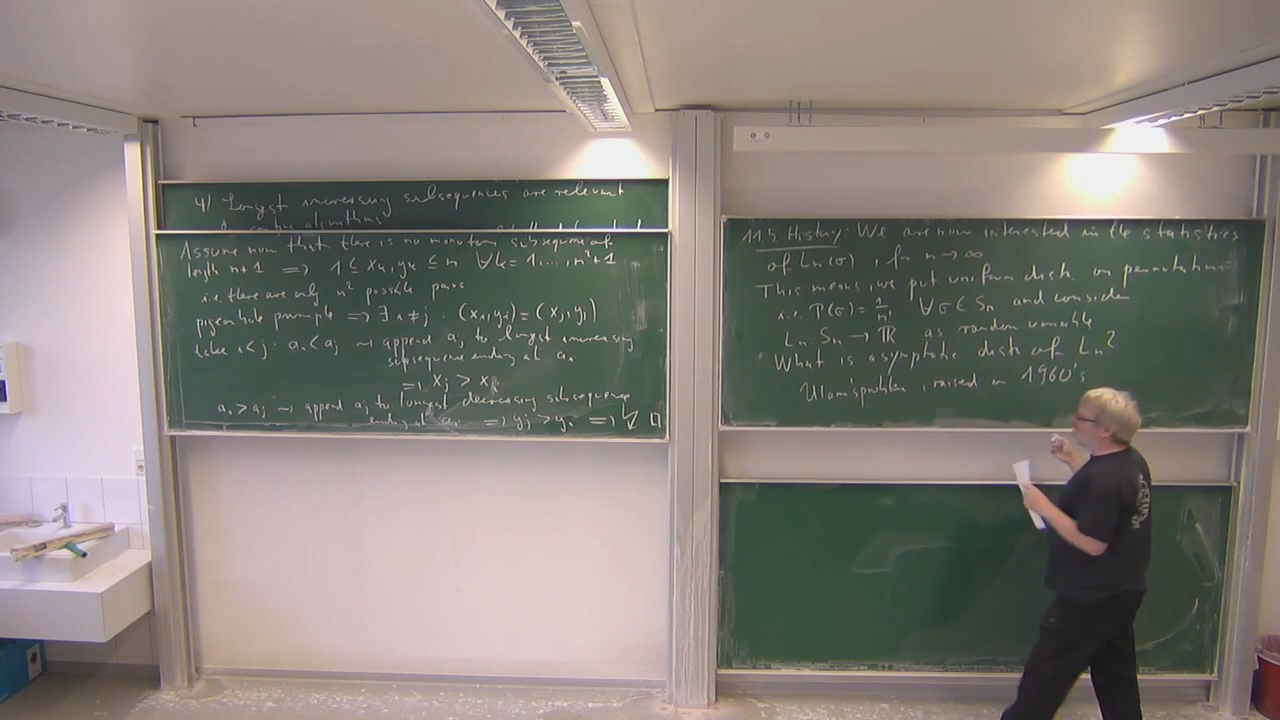 4) Longest increasing subsequences are relevant
Assume now that there is no monotone subsequence of
length n+1 ⟹ 1 ≤ x_k, y_k ≤ n ∀k=1,...,n²+1
i.e. there are only n² possible pairs
pigeonhole principle ⟹ ∃ i≠j : (x_i, y_i) = (x_j, y_j)
take i<j : a_i < a_j ⇝ append a_j to longest increasing
subsequence ending at a_i
⟹ x_j > x_i
a_i > a_j ⇝ append a_j to longest decreasing subsequence
ending at a_i ⟹ y_j > y_i ⟹ ↯ □
11.5 History: We are now interested in the statistics
of L_n(σ), for n → ∞
This means, we put uniform distr. on permutations
i.e. P(σ) = 1/n! ∀σ ∈ S_n and consider
L_n: S_n → ℝ as random variable
What is asymptotic distr. of L_n?
Ulam's problem, raised in 1960's